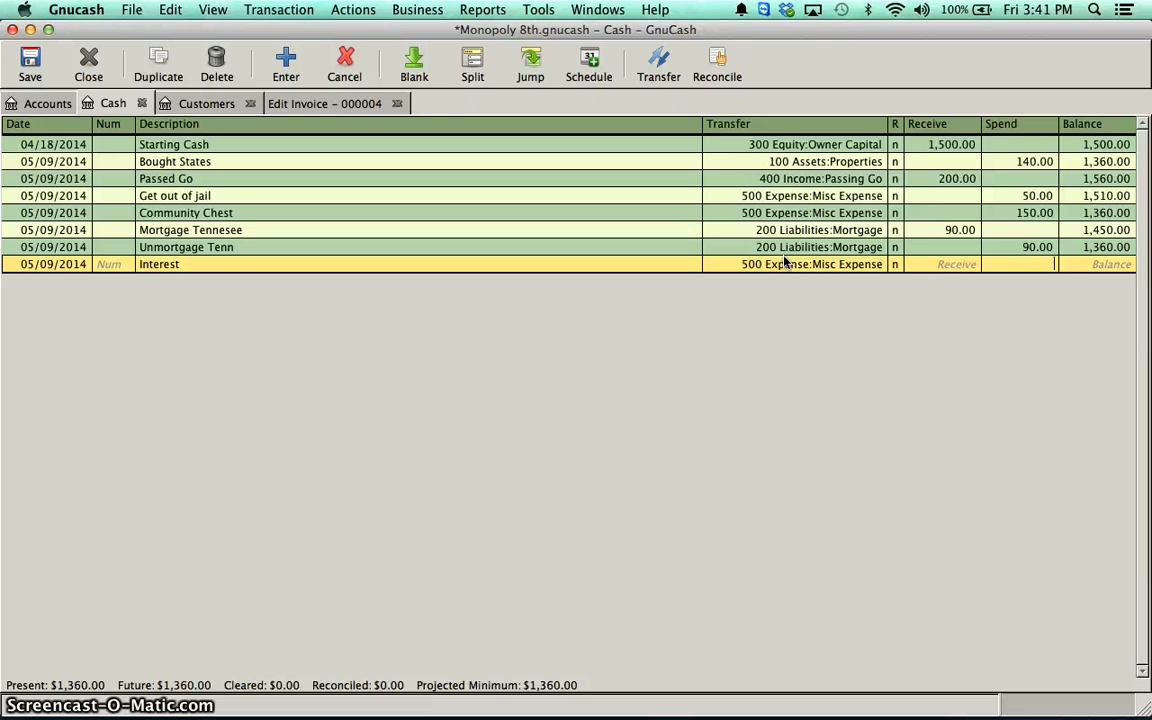 Gnucash File Edit View Transaction Actions Business Reports Tools Windows Help 100% Fri 3:41 PM
*Monopoly 8th.gnucash – Cash – GnuCash
Save Close Duplicate Delete Enter Cancel Blank Split Jump Schedule Transfer Reconcile
Accounts Cash Customers Edit Invoice – 000004
Date Num Description Transfer R Receive Spend Balance
04/18/2014 Starting Cash 300 Equity:Owner Capital n 1,500.00 1,500.00
05/09/2014 Bought States 100 Assets:Properties n 140.00 1,360.00
05/09/2014 Passed Go 400 Income:Passing Go n 200.00 1,560.00
05/09/2014 Get out of jail 500 Expense:Misc Expense n 50.00 1,510.00
05/09/2014 Community Chest 500 Expense:Misc Expense n 150.00 1,360.00
05/09/2014 Mortgage Tennesee 200 Liabilities:Mortgage n 90.00 1,450.00
05/09/2014 Unmortgage Tenn 200 Liabilities:Mortgage n 90.00 1,360.00
05/09/2014 Num Interest 500 Expense:Misc Expense n Receive Balance
Present: $1,360.00 Future: $1,360.00 Cleared: $0.00 Reconciled: $0.00 Projected Minimum: $1,360.00
Screencast-O-Matic.com